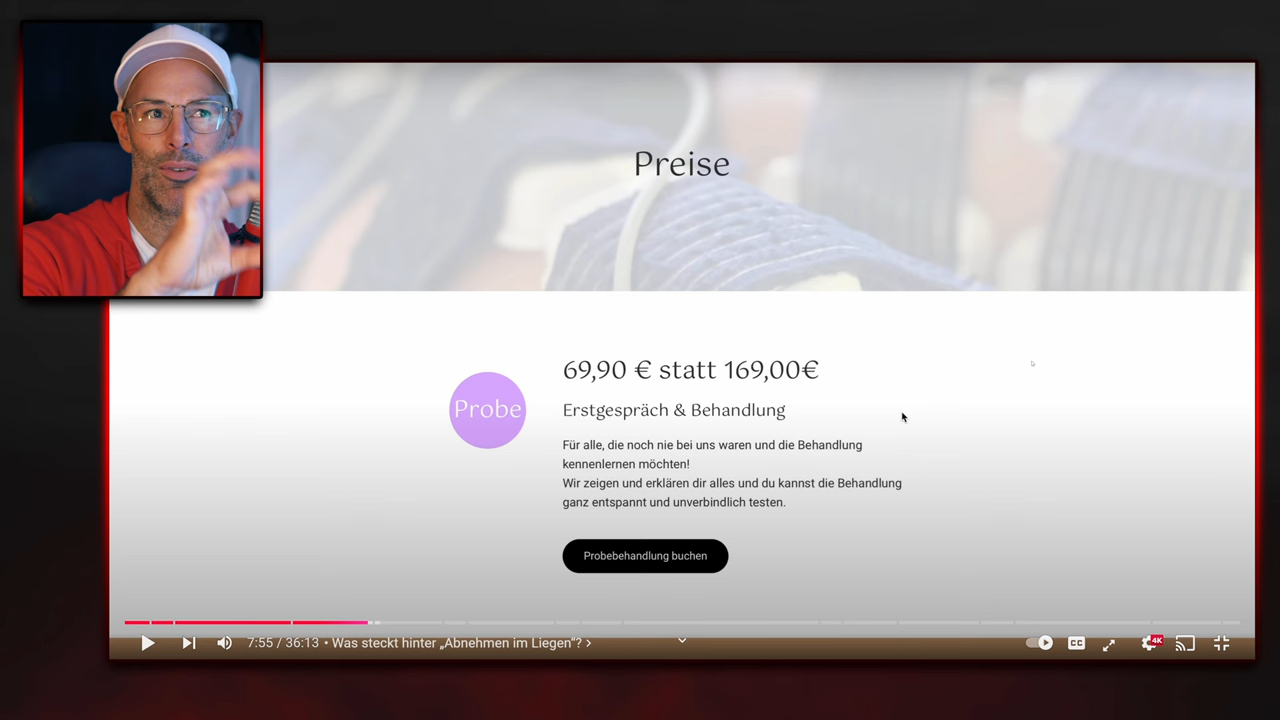 Preise
Probe
69,90 € statt 169,00€
Erstgespräch & Behandlung
Für alle, die noch nie bei uns waren und die Behandlung
kennenlernen möchten!
Wir zeigen und erklären dir alles und du kannst die Behandlung
ganz entspannt und unverbindlich testen.
Probebehandlung buchen
7:55 / 36:13 • Was steckt hinter „Abnehmen im Liegen“? ›
CC
4K